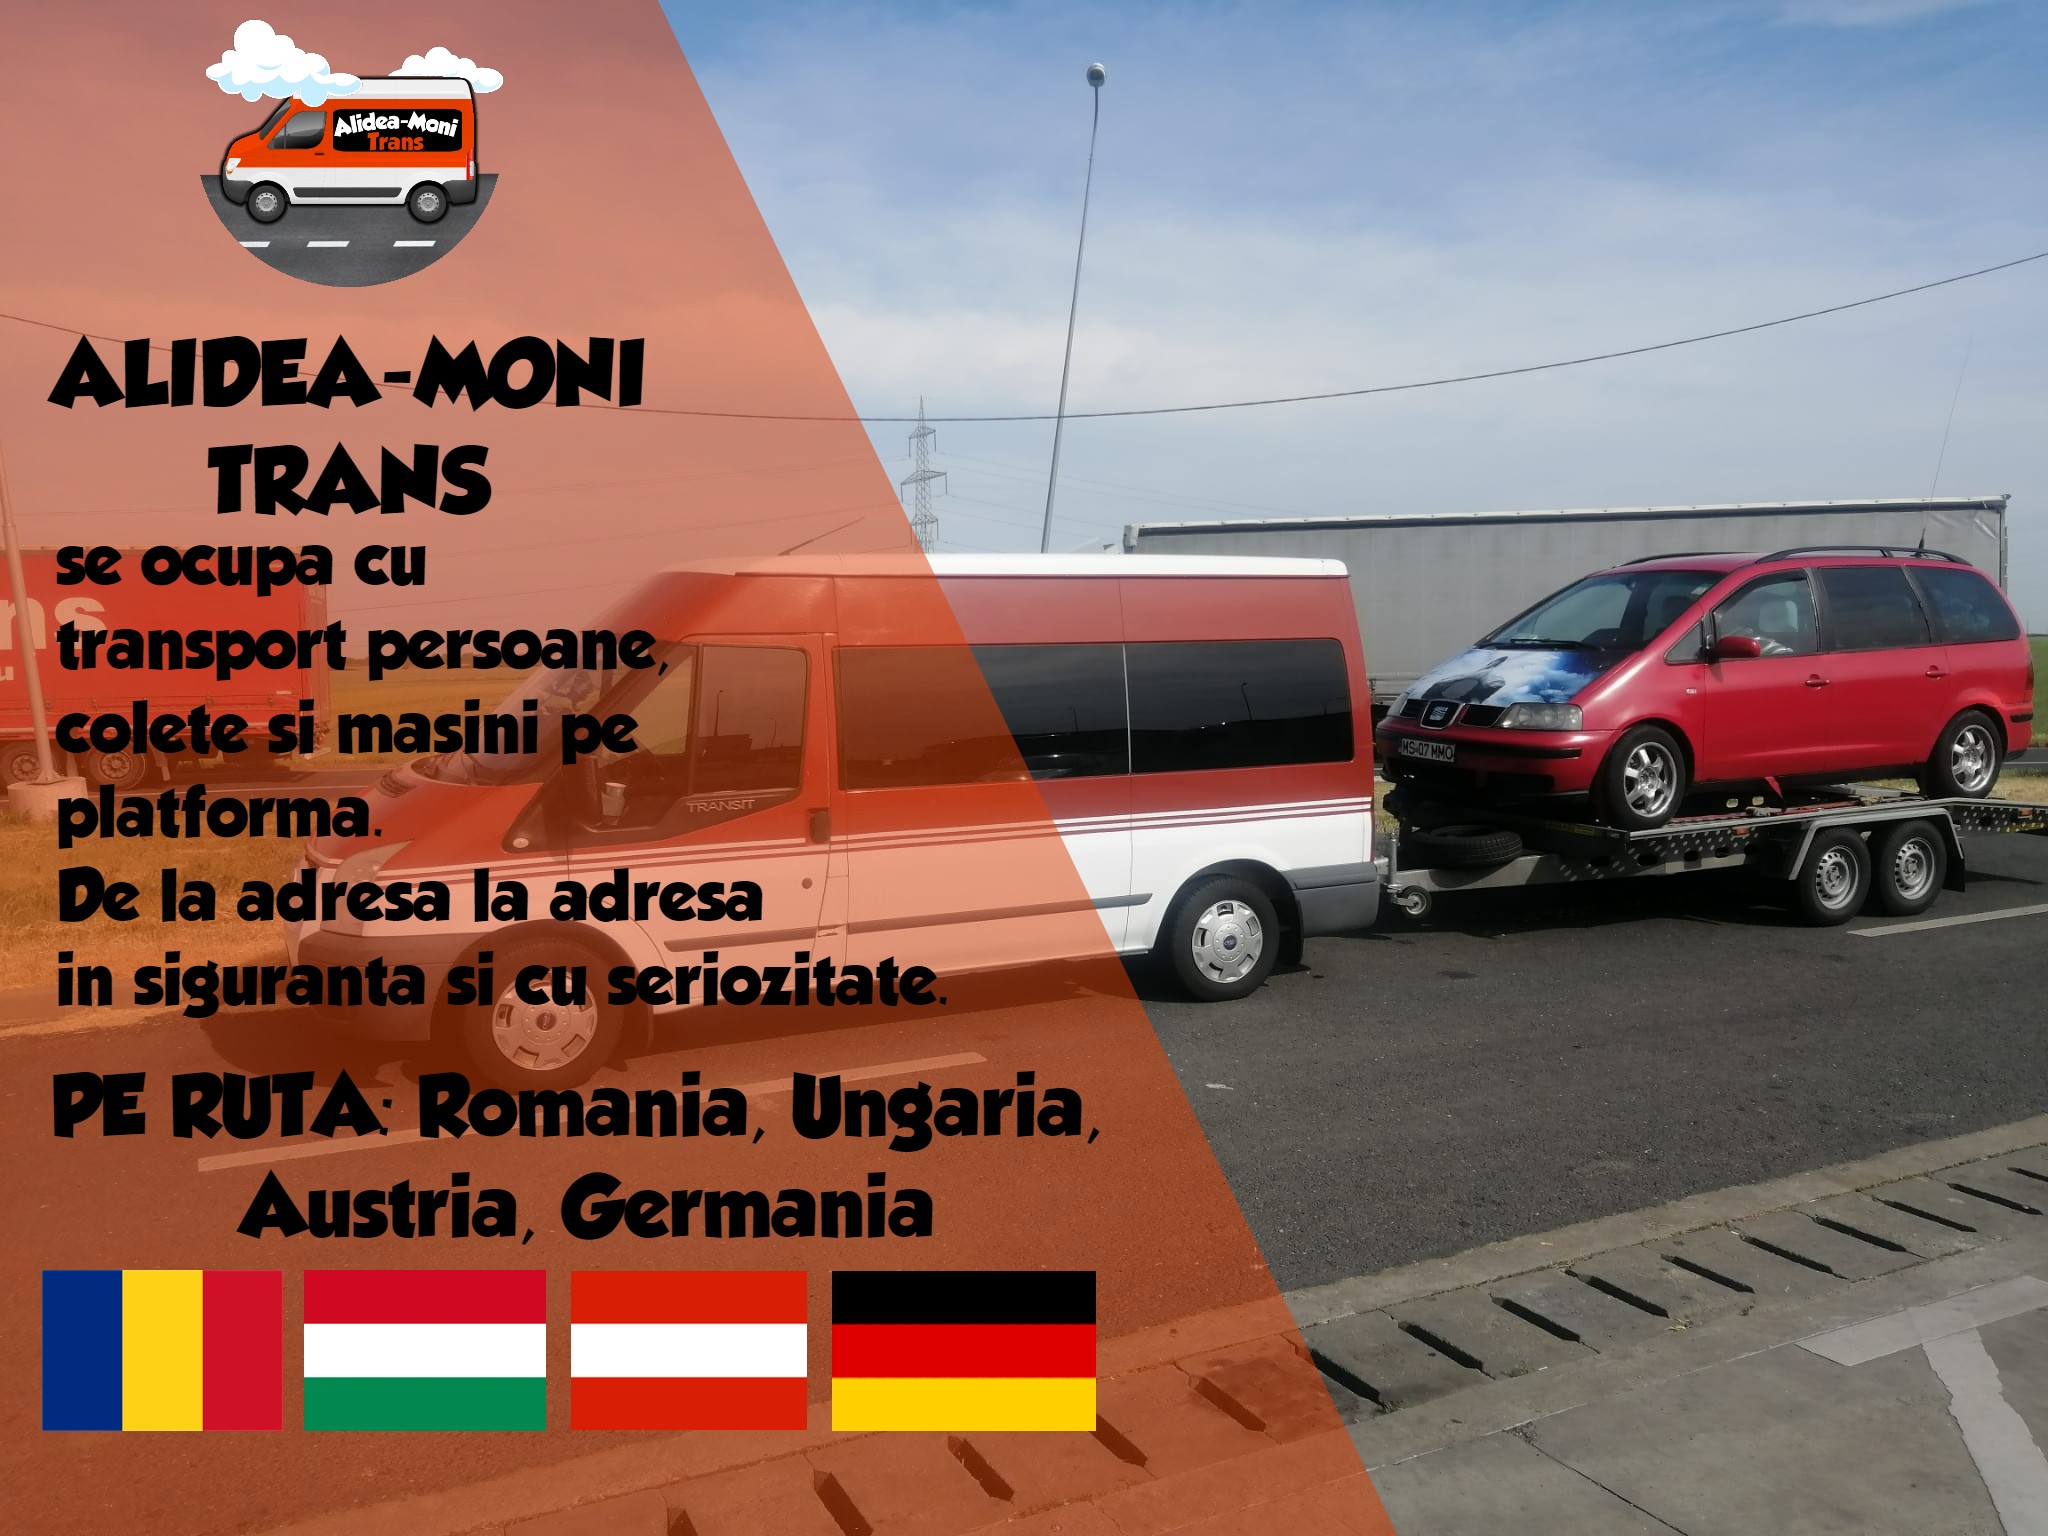 Alidea-Moni
Trans
ALIDEA-MONI
TRANS
se ocupa cu
transport persoane,
colete si masini pe
platforma.
De la adresa la adresa
in siguranta si cu seriozitate.
PE RUTA: Romania, Ungaria,
Austria, Germania
ns
TRANSIT
MS 07 MMO